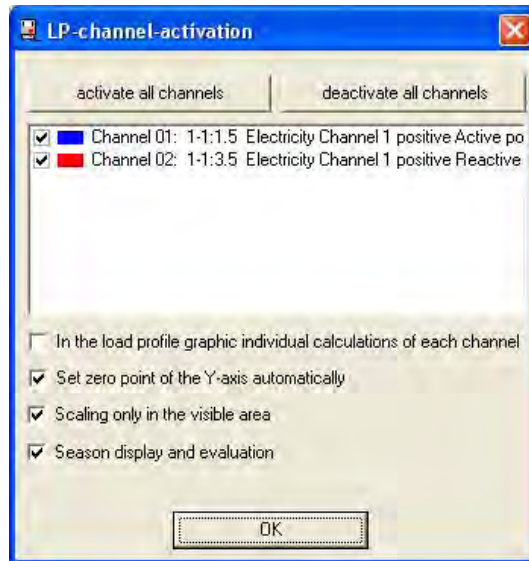 LP-channel-activation
activate all channels
deactivate all channels
Channel 01: 1-1:1.5 Electricity Channel 1 positive Active po
Channel 02: 1-1:3.5 Electricity Channel 1 positive Reactive
In the load profile graphic individual calculations of each channel
Set zero point of the Y-axis automatically
Scaling only in the visible area
Season display and evaluation
OK